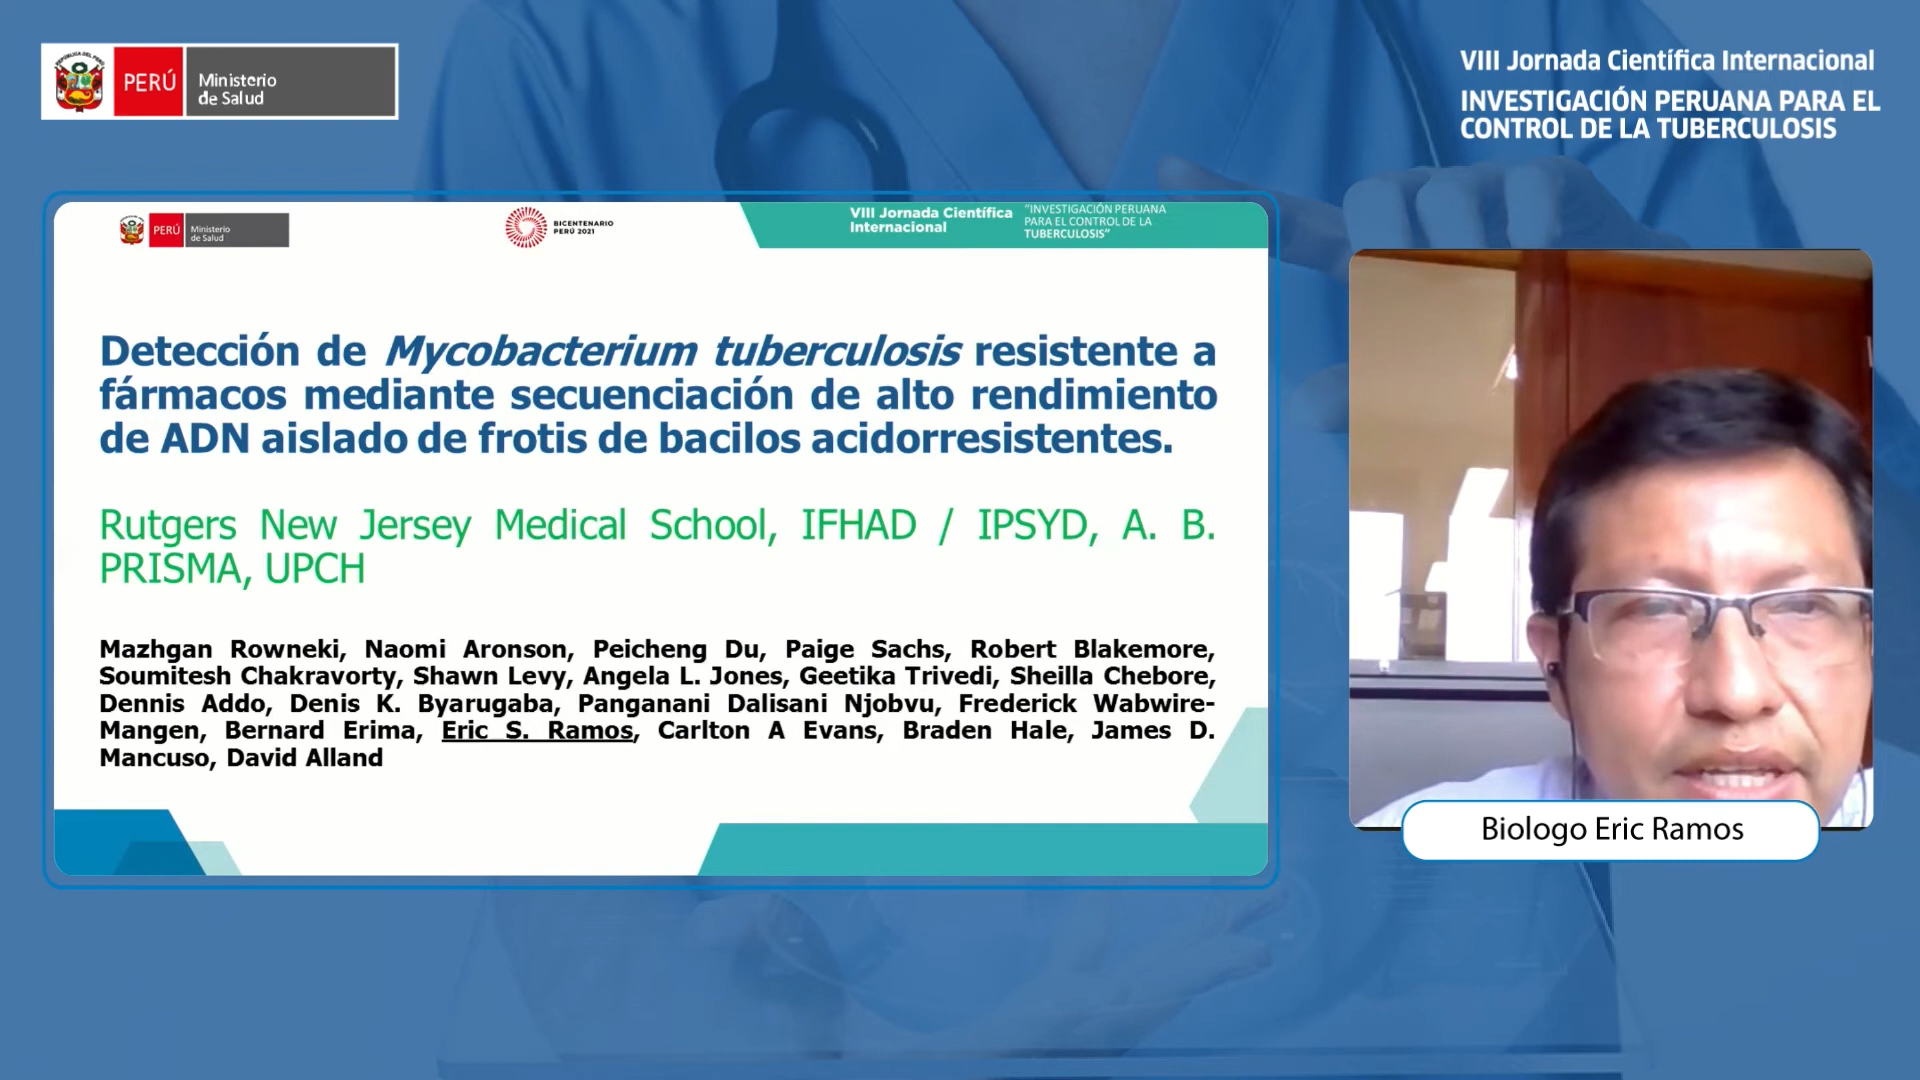 PERÚ
Ministerio
de Salud
VIII Jornada Científica Internacional
INVESTIGACIÓN PERUANA PARA EL
CONTROL DE LA TUBERCULOSIS
PERÚ
Ministerio
de Salud
BICENTENARIO
PERÚ 2021
VIII Jornada Científica
Internacional
"INVESTIGACIÓN PERUANA
PARA EL CONTROL DE LA
TUBERCULOSIS"
Detección de Mycobacterium tuberculosis resistente a
fármacos mediante secuenciación de alto rendimiento
de ADN aislado de frotis de bacilos acidorresistentes.
Rutgers New Jersey Medical School, IFHAD / IPSYD, A. B.
PRISMA, UPCH
Mazhgan Rowneki, Naomi Aronson, Peicheng Du, Paige Sachs, Robert Blakemore,
Soumitesh Chakravorty, Shawn Levy, Angela L. Jones, Geetika Trivedi, Sheilla Chebore,
Dennis Addo, Denis K. Byarugaba, Panganani Dalisani Njobvu, Frederick Wabwire-
Mangen, Bernard Erima, Eric S. Ramos, Carlton A Evans, Braden Hale, James D.
Mancuso, David Alland
Biologo Eric Ramos